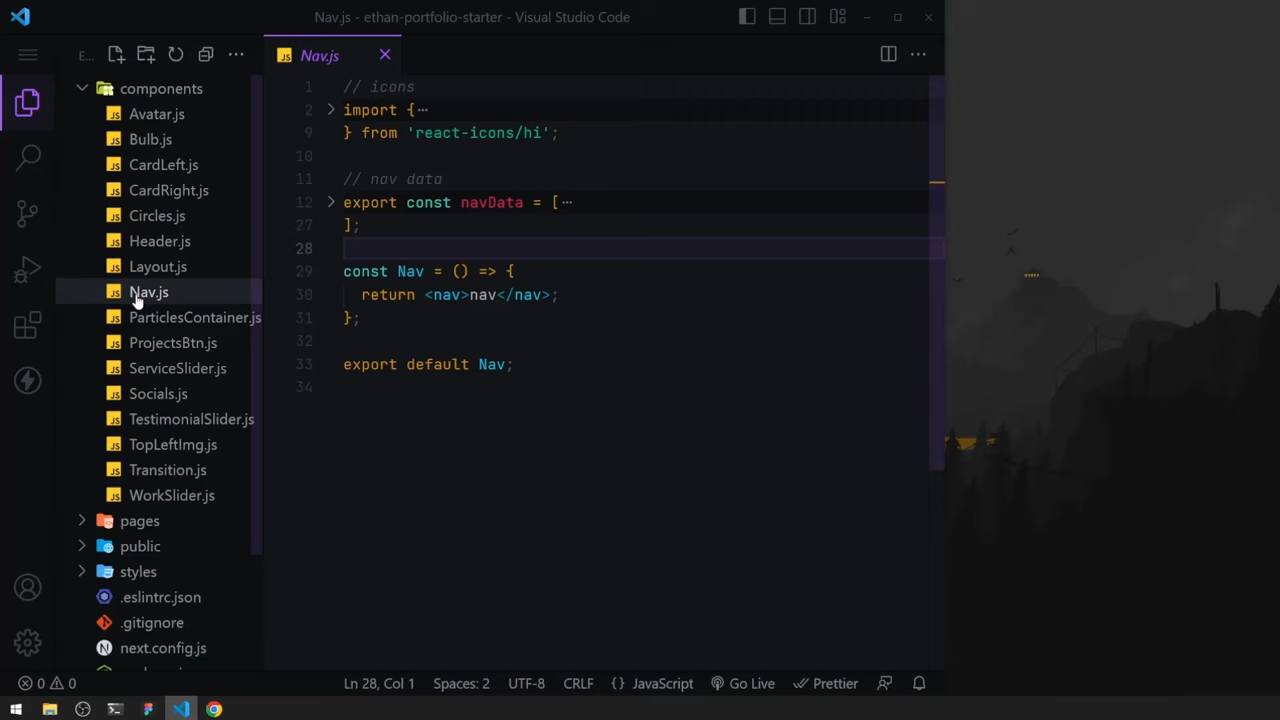 Nav.js - ethan-portfolio-starter - Visual Studio Code
E...
Nav.js
components
Avatar.js
Bulb.js
CardLeft.js
CardRight.js
Circles.js
Header.js
Layout.js
Nav.js
ParticlesContainer.js
ProjectsBtn.js
ServiceSlider.js
Socials.js
TestimonialSlider.js
TopLeftImg.js
Transition.js
WorkSlider.js
pages
public
styles
.eslintrc.json
.gitignore
next.config.js
1 // icons
2 import {⋯
9 } from 'react-icons/hi';
10
11 // nav data
12 export const navData = [⋯
27 ];
28
29 const Nav = () => {
30 return <nav>nav</nav>;
31 };
32
33 export default Nav;
34
0 0
Ln 28, Col 1 Spaces: 2 UTF-8 CRLF {} JavaScript Go Live Prettier